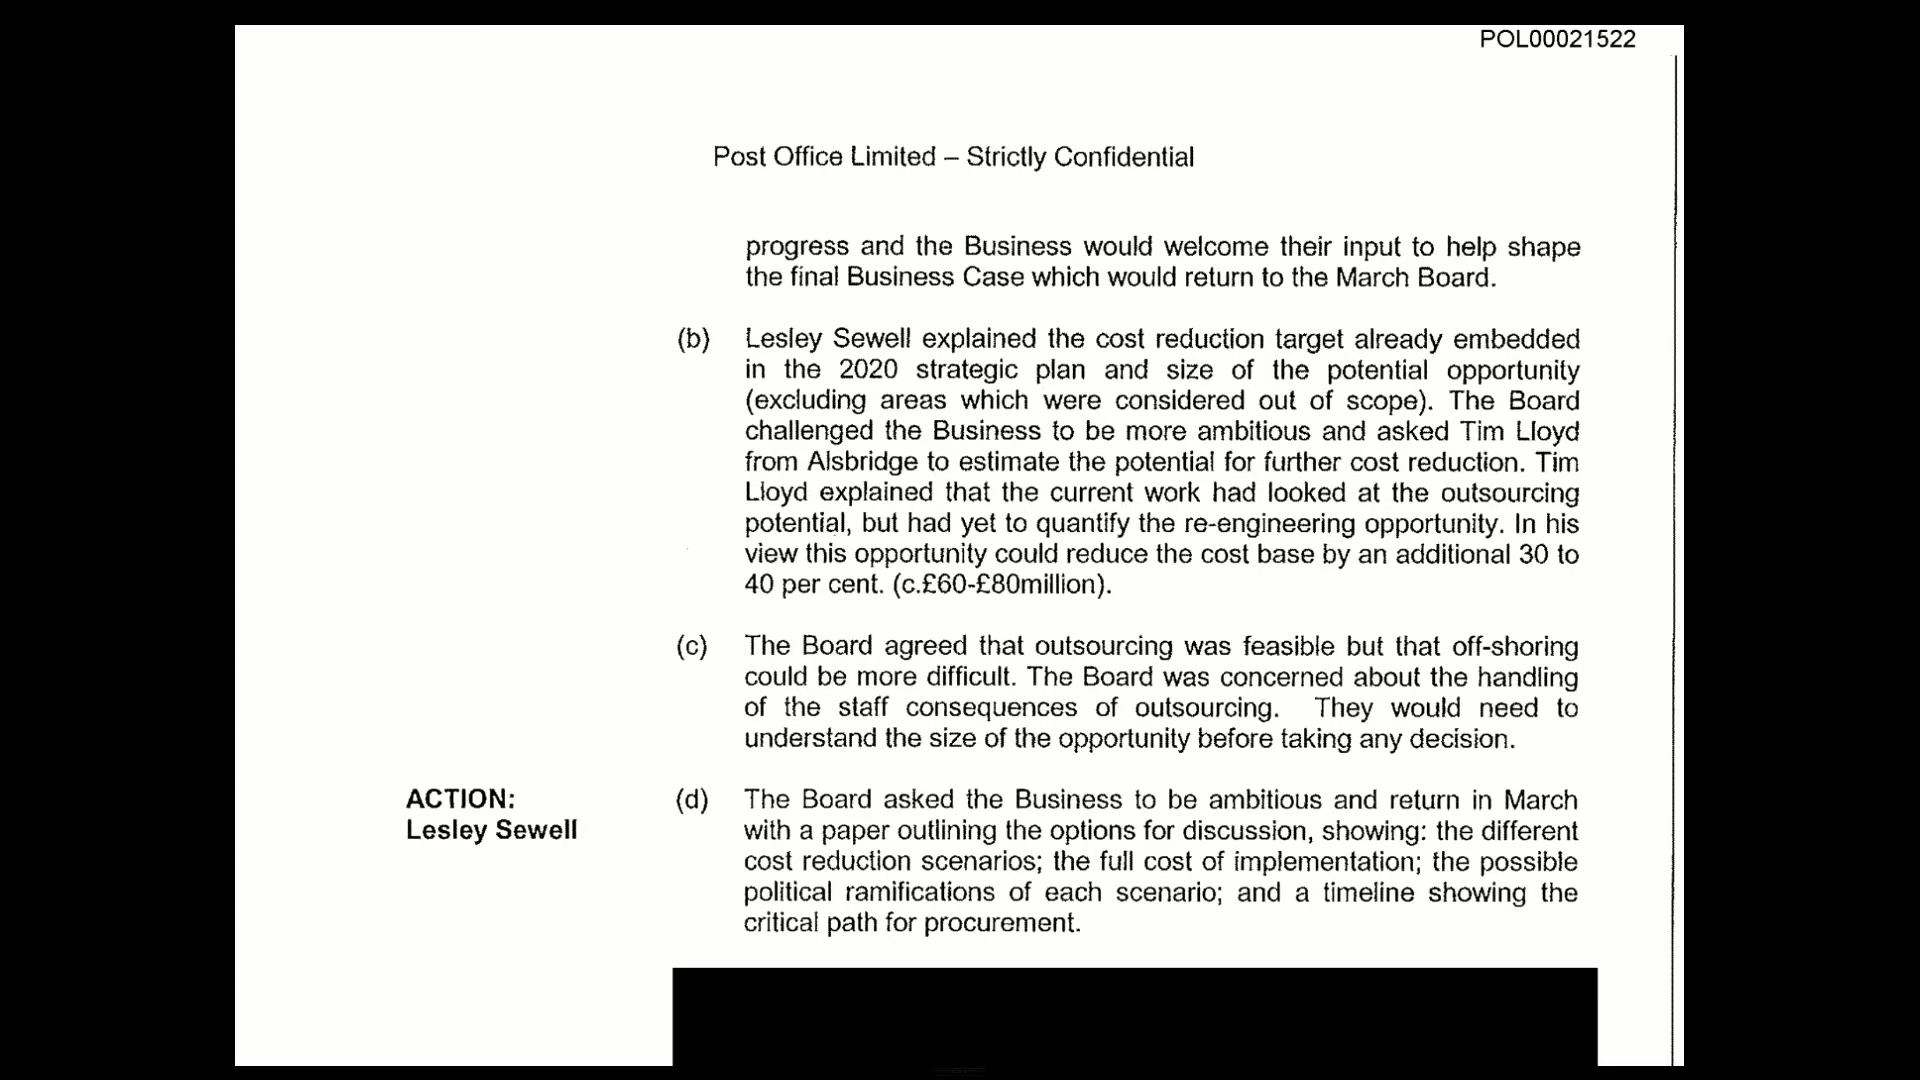 POL00021522
Post Office Limited – Strictly Confidential
progress and the Business would welcome their input to help shape
the final Business Case which would return to the March Board.
(b) Lesley Sewell explained the cost reduction target already embedded
in the 2020 strategic plan and size of the potential opportunity
(excluding areas which were considered out of scope). The Board
challenged the Business to be more ambitious and asked Tim Lloyd
from Alsbridge to estimate the potential for further cost reduction. Tim
Lloyd explained that the current work had looked at the outsourcing
potential, but had yet to quantify the re-engineering opportunity. In his
view this opportunity could reduce the cost base by an additional 30 to
40 per cent. (c.£60-£80million).
(c) The Board agreed that outsourcing was feasible but that off-shoring
could be more difficult. The Board was concerned about the handling
of the staff consequences of outsourcing. They would need to
understand the size of the opportunity before taking any decision.
ACTION:
Lesley Sewell
(d) The Board asked the Business to be ambitious and return in March
with a paper outlining the options for discussion, showing: the different
cost reduction scenarios; the full cost of implementation; the possible
political ramifications of each scenario; and a timeline showing the
critical path for procurement.